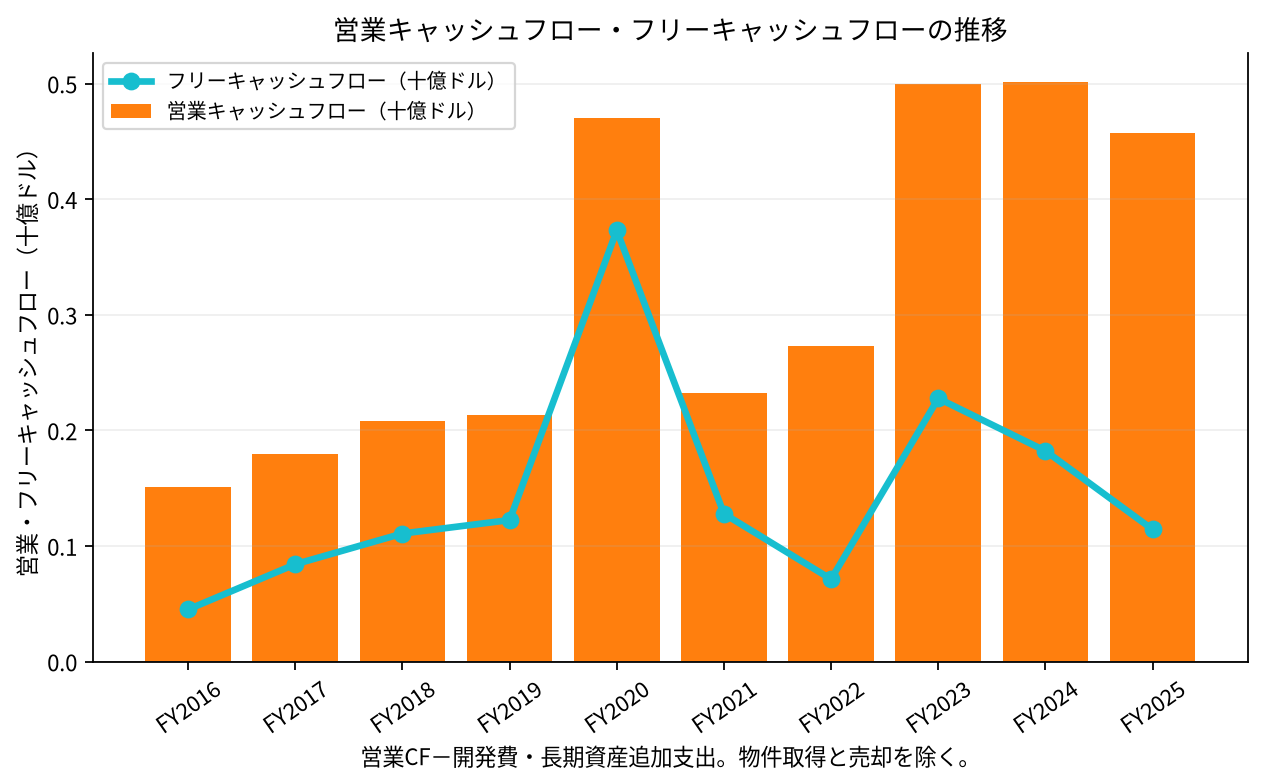 営業キャッシュフロー・フリーキャッシュフローの推移
フリーキャッシュフロー（十億ドル）
営業キャッシュフロー（十億ドル）
営業・フリーキャッシュフロー（十億ドル）
0.5
0.4
0.3
0.2
0.1
0.0
FY2016
FY2017
FY2018
FY2019
FY2020
FY2021
FY2022
FY2023
FY2024
FY2025
営業CF－開発費・長期資産追加支出。物件取得と売却を除く。